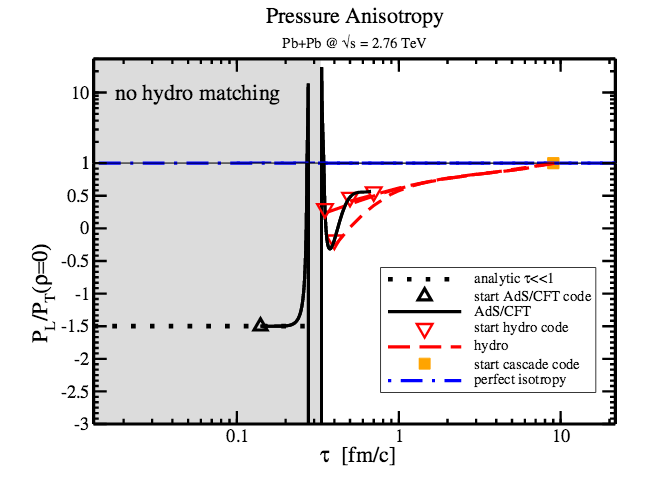 Pressure Anisotropy
Pb+Pb @ √s = 2.76 TeV
no hydro matching
10
1
0.5
0
-0.5
-1
-1.5
-2
-2.5
-3
P_L/P_T(ρ=0)
analytic τ<<1
start AdS/CFT code
AdS/CFT
start hydro code
hydro
start cascade code
perfect isotropy
0.1 1 10
τ [fm/c]